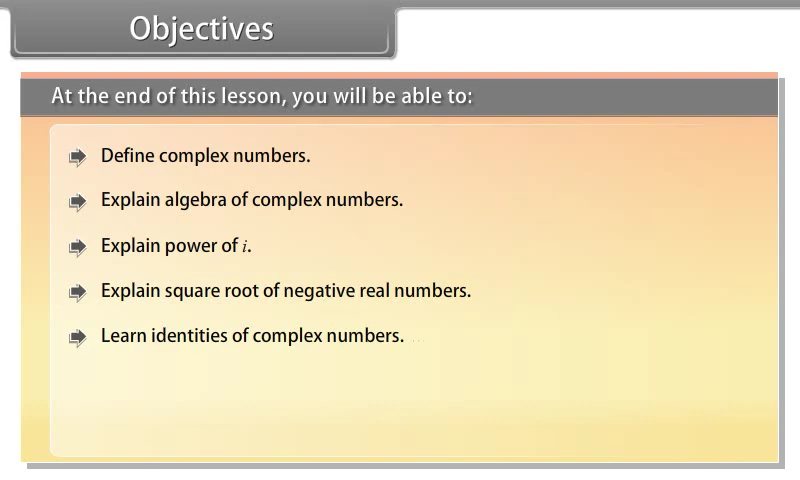 Objectives
At the end of this lesson, you will be able to:
Define complex numbers.
Explain algebra of complex numbers.
Explain power of i.
Explain square root of negative real numbers.
Learn identities of complex numbers.